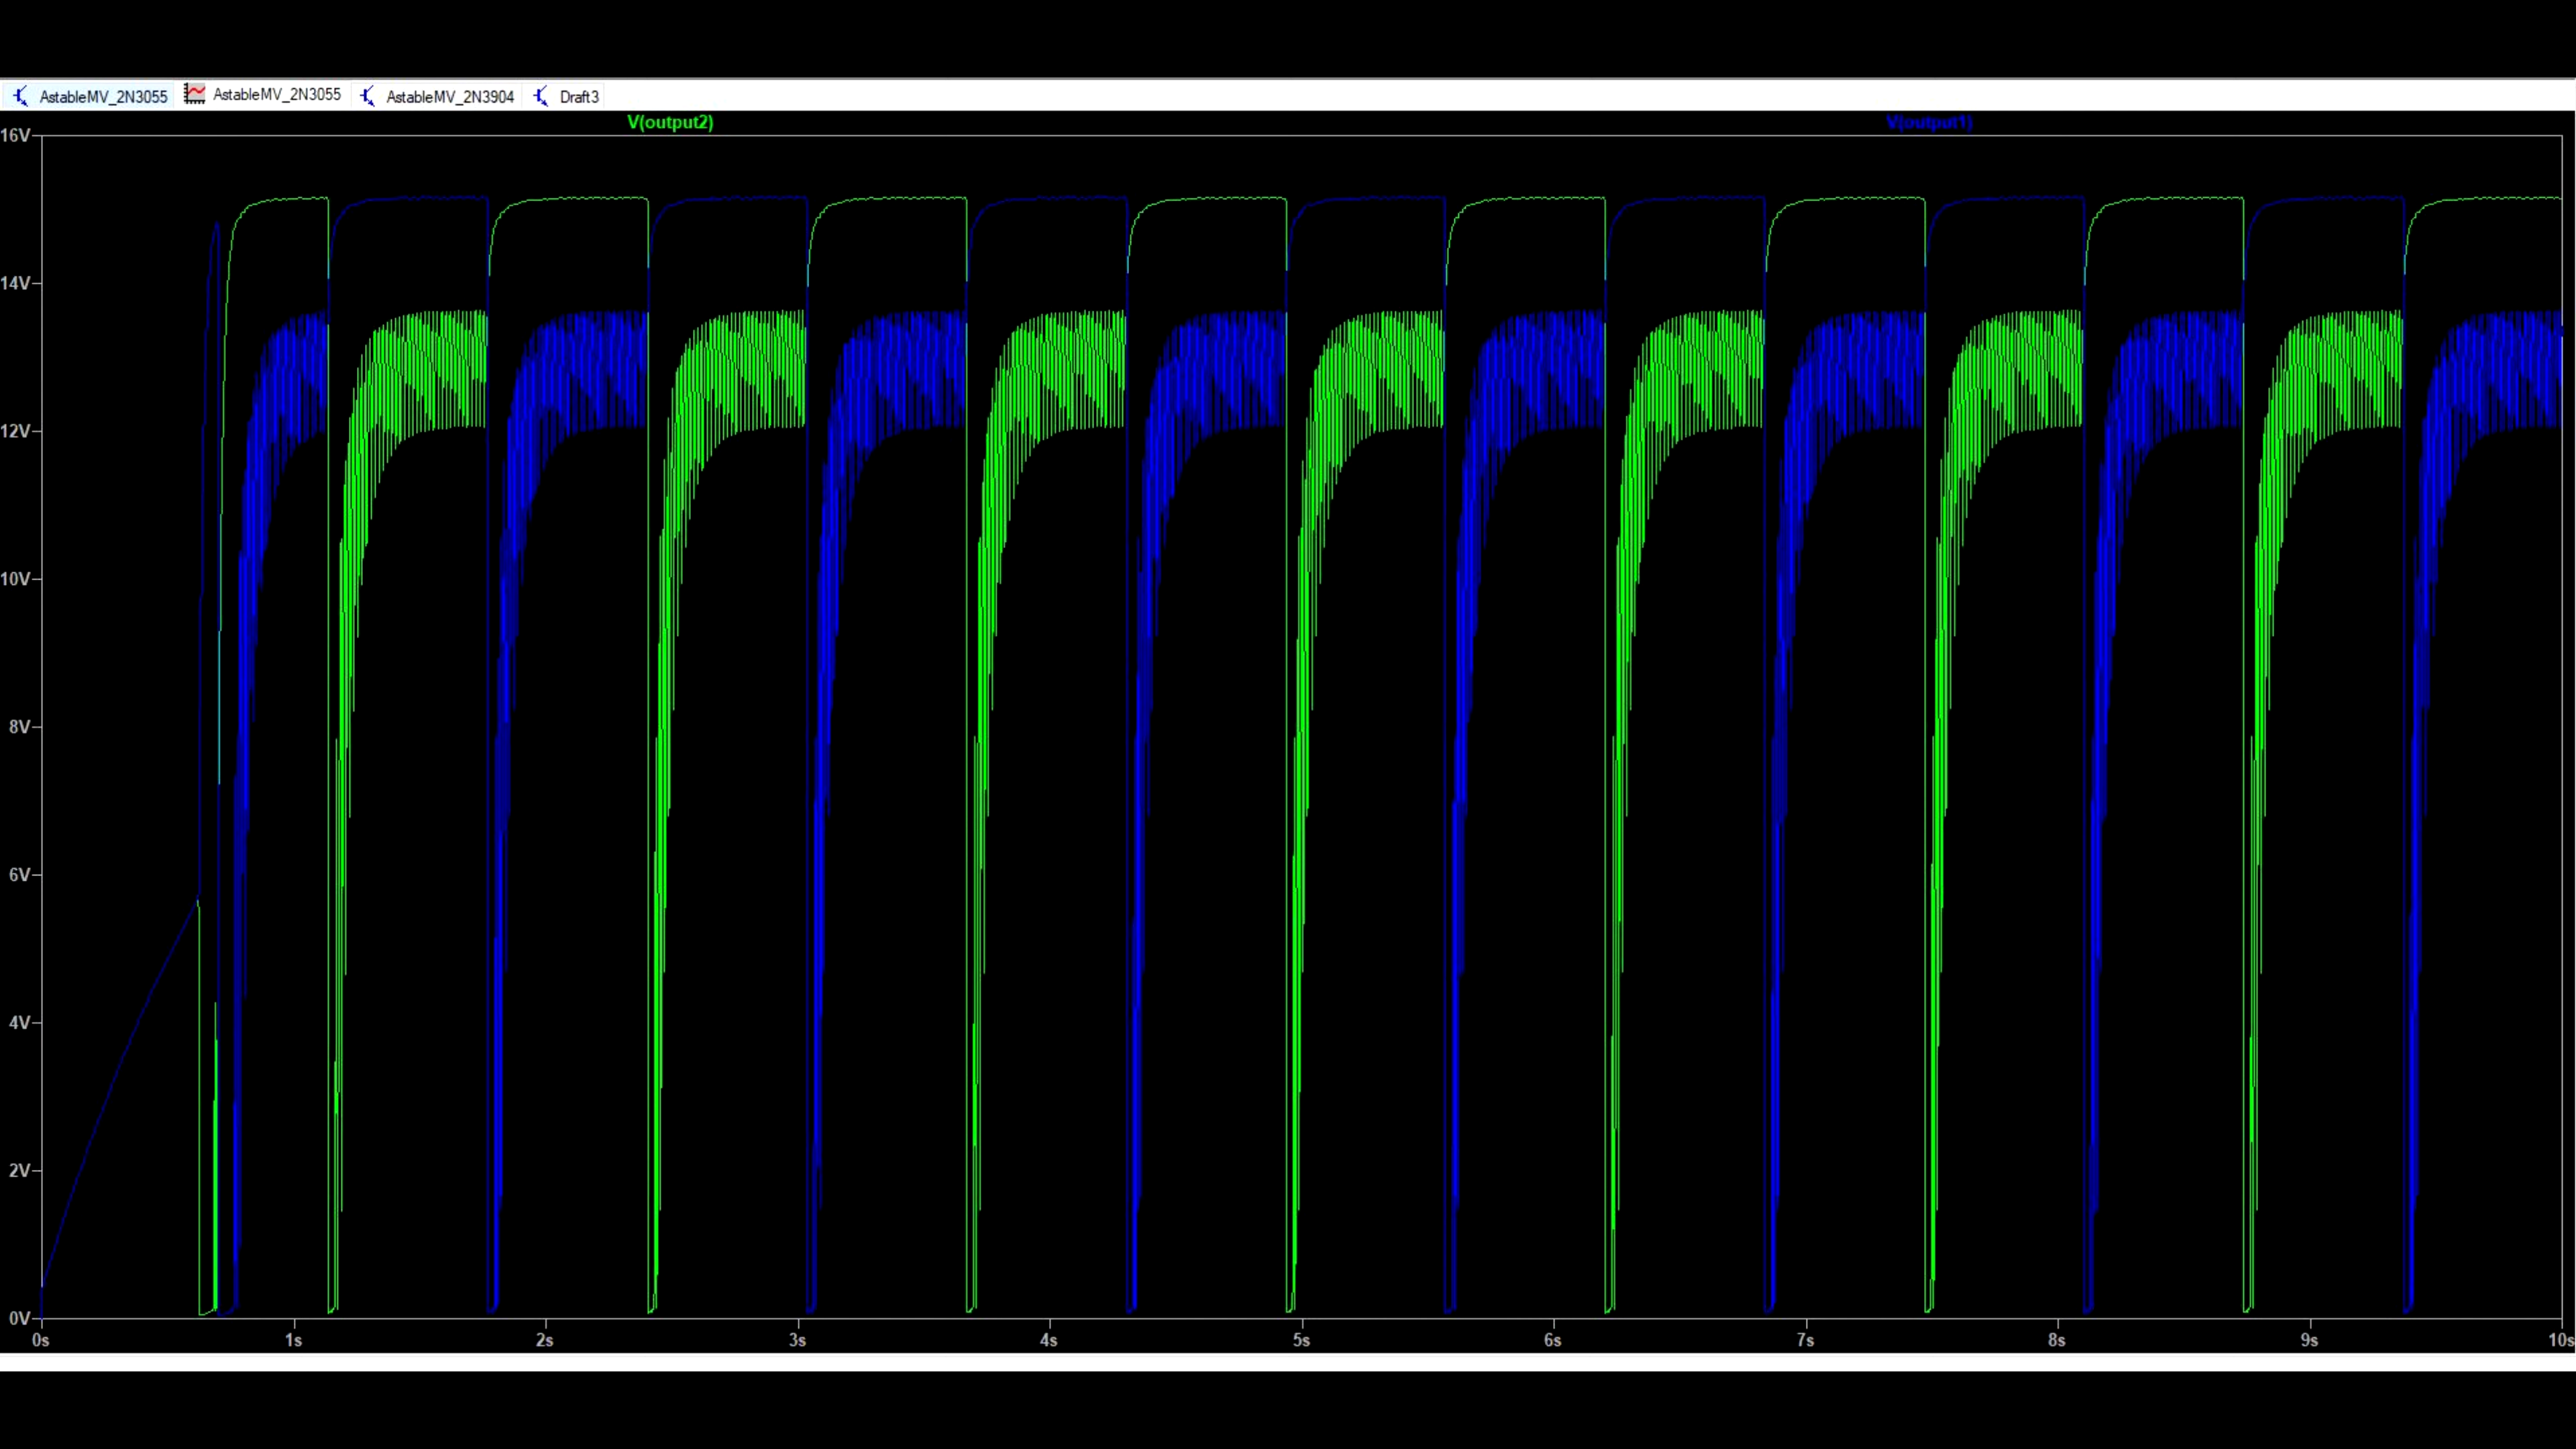 AstableMV_2N3055 AstableMV_2N3055 AstableMV_2N3904 Draft3
V(output2) V(output1)
16V
14V
12V
10V
8V
6V
4V
2V
0V
0s 1s 2s 3s 4s 5s 6s 7s 8s 9s 10s